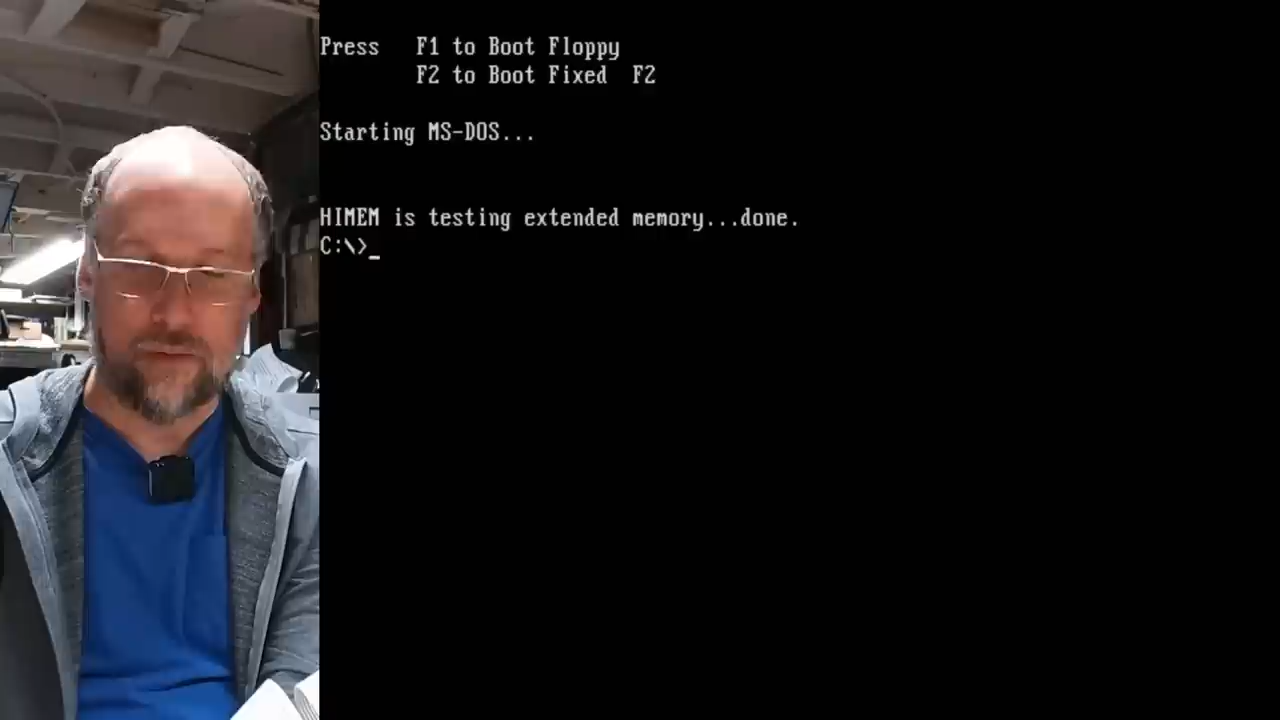 Press   F1 to Boot Floppy
        F2 to Boot Fixed  F2
Starting MS-DOS...
HIMEM is testing extended memory...done.
C:\>_